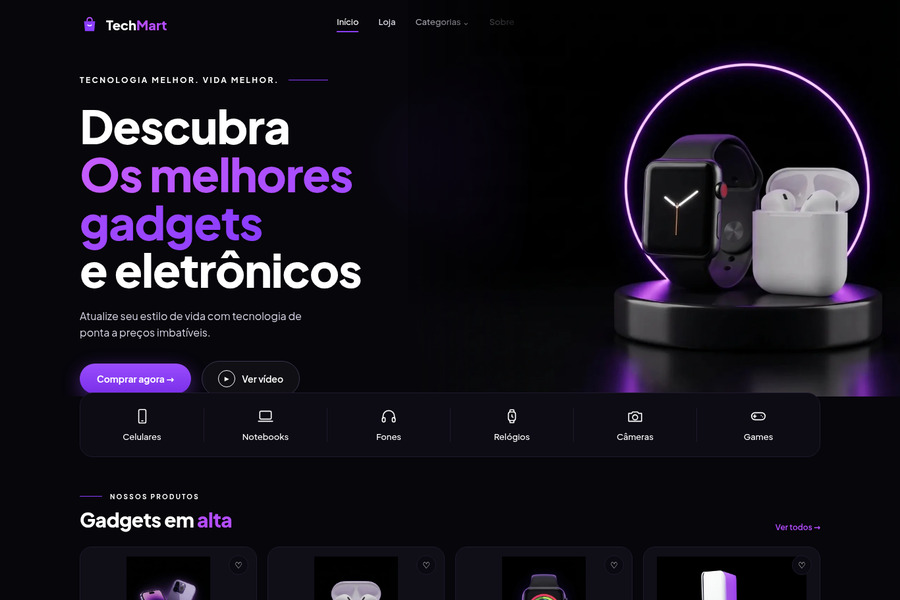 TechMart
Início Loja Categorias Sobre
TECNOLOGIA MELHOR. VIDA MELHOR.
Descubra
Os melhores
gadgets
e eletrônicos
Atualize seu estilo de vida com tecnologia de
ponta a preços imbatíveis.
Comprar agora → Ver vídeo
Celulares Notebooks Fones Relógios Câmeras Games
NOSSOS PRODUTOS
Gadgets em alta
Ver todos →